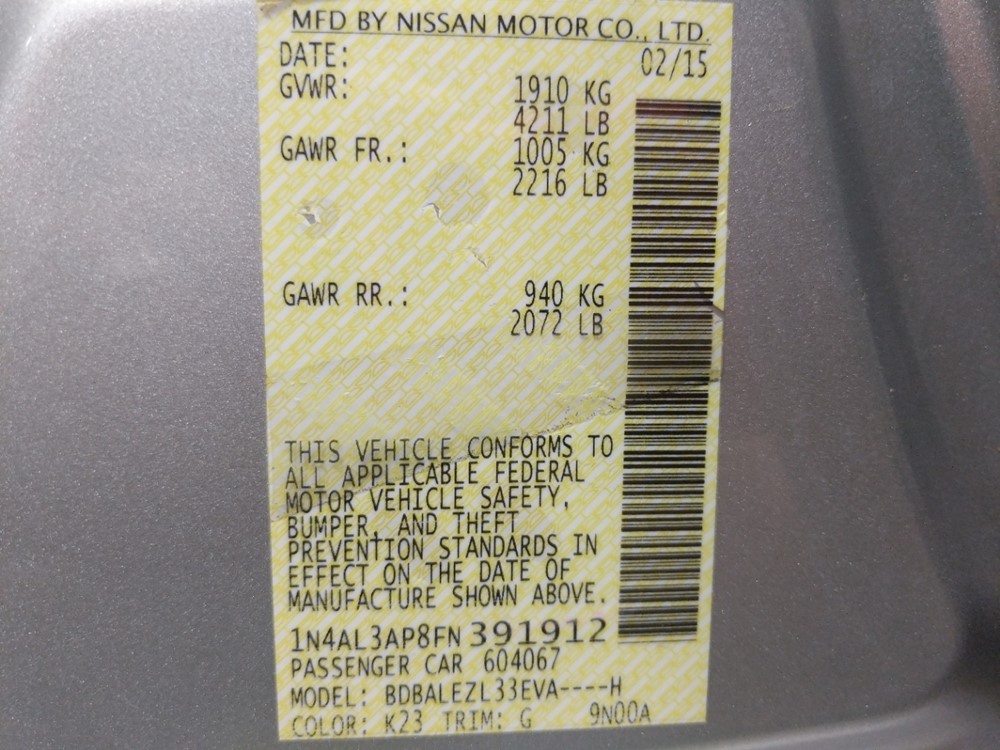 MFD BY NISSAN MOTOR CO., LTD.
DATE: 02/15
GVWR: 1910 KG
4211 LB
GAWR FR.: 1005 KG
2216 LB
GAWR RR.: 940 KG
2072 LB
THIS VEHICLE CONFORMS TO
ALL APPLICABLE FEDERAL
MOTOR VEHICLE SAFETY,
BUMPER, AND THEFT
PREVENTION STANDARDS IN
EFFECT ON THE DATE OF
MANUFACTURE SHOWN ABOVE.
1N4AL3AP8FN 391912
PASSENGER CAR 604067
MODEL: BDBALEZL33EVA----H
COLOR: K23 TRIM: G 9N00A